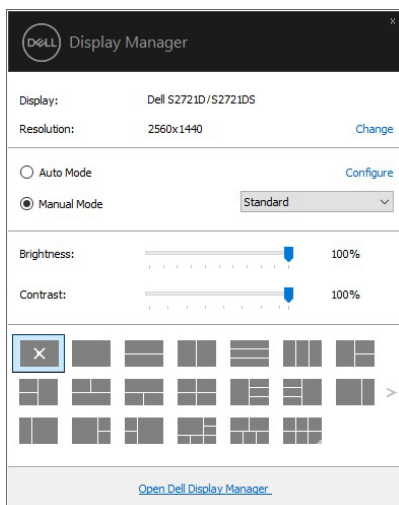 x
DELL Display Manager
Display: Dell S2721D/S2721DS
Resolution: 2560x1440 Change
Auto Mode Configure
Manual Mode Standard
Brightness: 100%
Contrast: 100%
Open Dell Display Manager